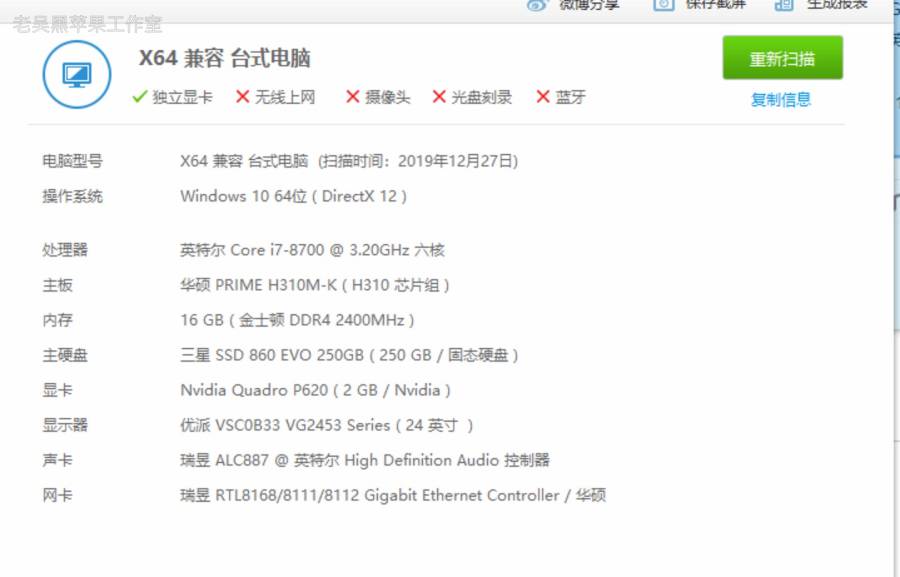 微博分享 保存截屏 生成报表
老吴黑苹果工作室
X64 兼容 台式电脑
重新扫描
独立显卡 无线上网 摄像头 光盘刻录 蓝牙
复制信息
电脑型号 X64 兼容 台式电脑 (扫描时间：2019年12月27日)
操作系统 Windows 10 64位 ( DirectX 12 )
处理器 英特尔 Core i7-8700 @ 3.20GHz 六核
主板 华硕 PRIME H310M-K ( H310 芯片组 )
内存 16 GB ( 金士顿 DDR4 2400MHz )
主硬盘 三星 SSD 860 EVO 250GB ( 250 GB / 固态硬盘 )
显卡 Nvidia Quadro P620 ( 2 GB / Nvidia )
显示器 优派 VSC0B33 VG2453 Series ( 24 英寸 )
声卡 瑞昱 ALC887 @ 英特尔 High Definition Audio 控制器
网卡 瑞昱 RTL8168/8111/8112 Gigabit Ethernet Controller / 华硕